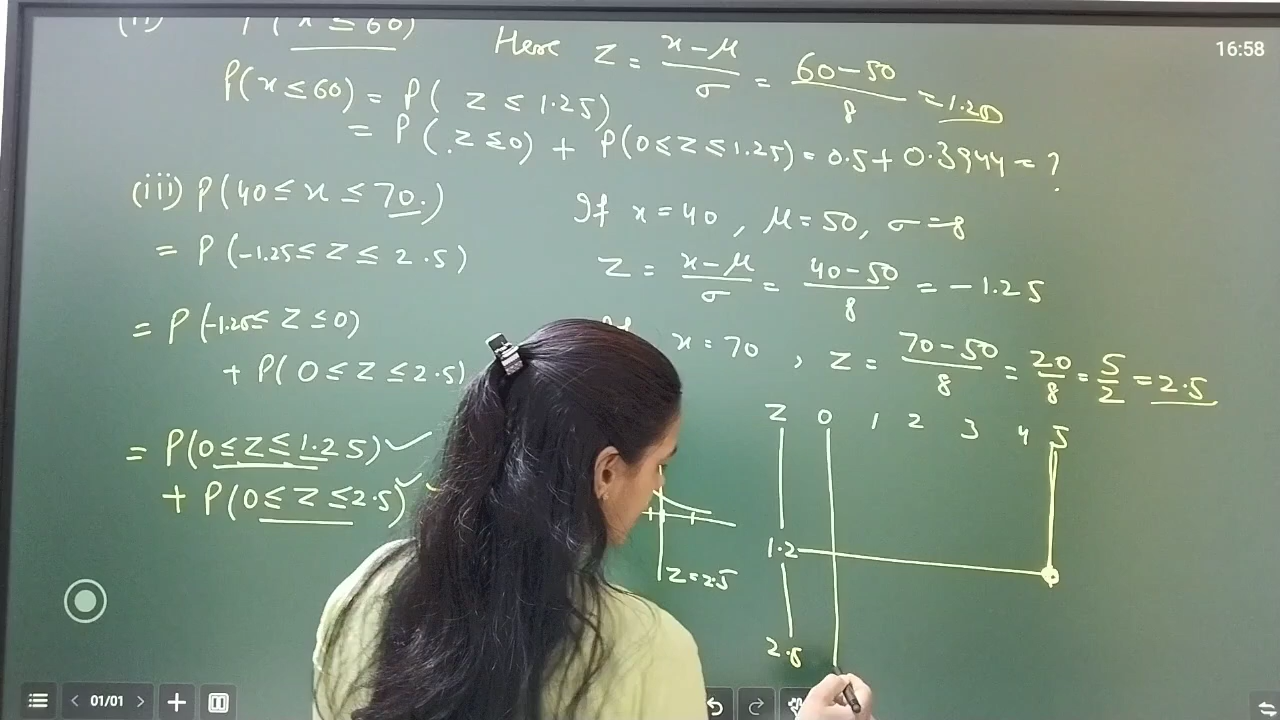 (ii) P(x ≤ 60)
16:58
Here Z = x-μ/σ = 60-50/8 = 1.25
P(x ≤ 60) = P( Z ≤ 1.25)
= P( Z ≤ 0) + P(0 ≤ Z ≤ 1.25) = 0.5 + 0.3944 = ?
(iii) P(40 ≤ x ≤ 70.)
If x = 40, μ = 50, σ = 8
= P(-1.25 ≤ Z ≤ 2.5)
Z = x-μ/σ = 40-50/8 = -1.25
= P(-1.25 ≤ Z ≤ 0)
x = 70, Z = 70-50/8 = 20/8 = 5/2 = 2.5
+ P( 0 ≤ Z ≤ 2.5)
Z 0 1 2 3 4 5
= P(0 ≤ Z ≤ 1.25) ✓
+ P(0 ≤ Z ≤ 2.5) ✓
1.2
Z = 2.5
2.5
01/01